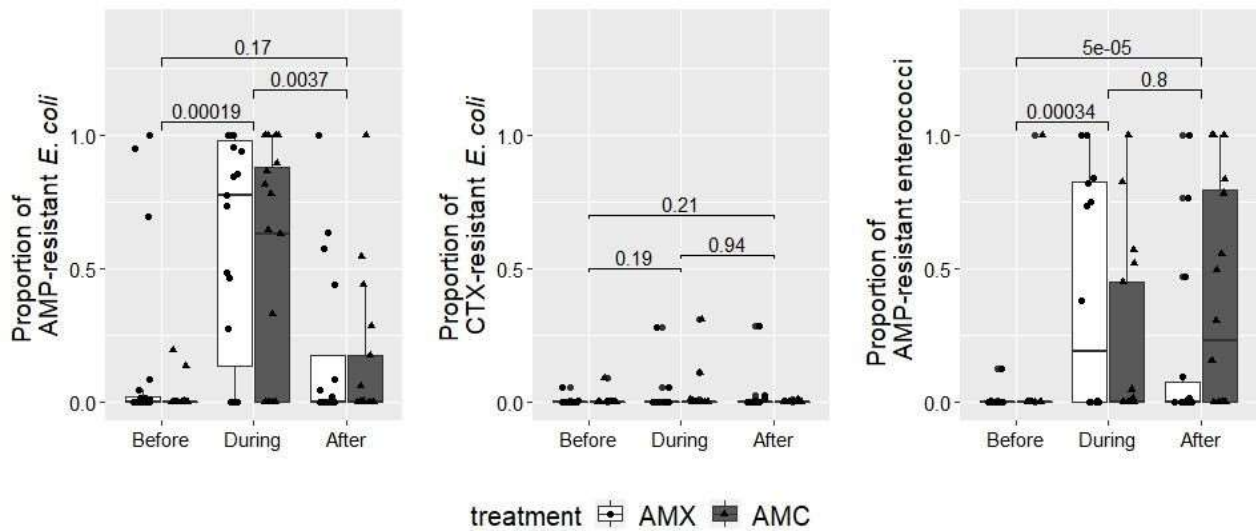 Proportion of
AMP-resistant E. coli
1.0
0.5
0.0
0.17
0.0037
0.00019
Before During After
Proportion of
CTX-resistant E. coli
1.0
0.5
0.0
0.21
0.94
0.19
Before During After
Proportion of
AMP-resistant enterococci
1.0
0.5
0.0
5e-05
0.8
0.00034
Before During After
treatment AMX AMC